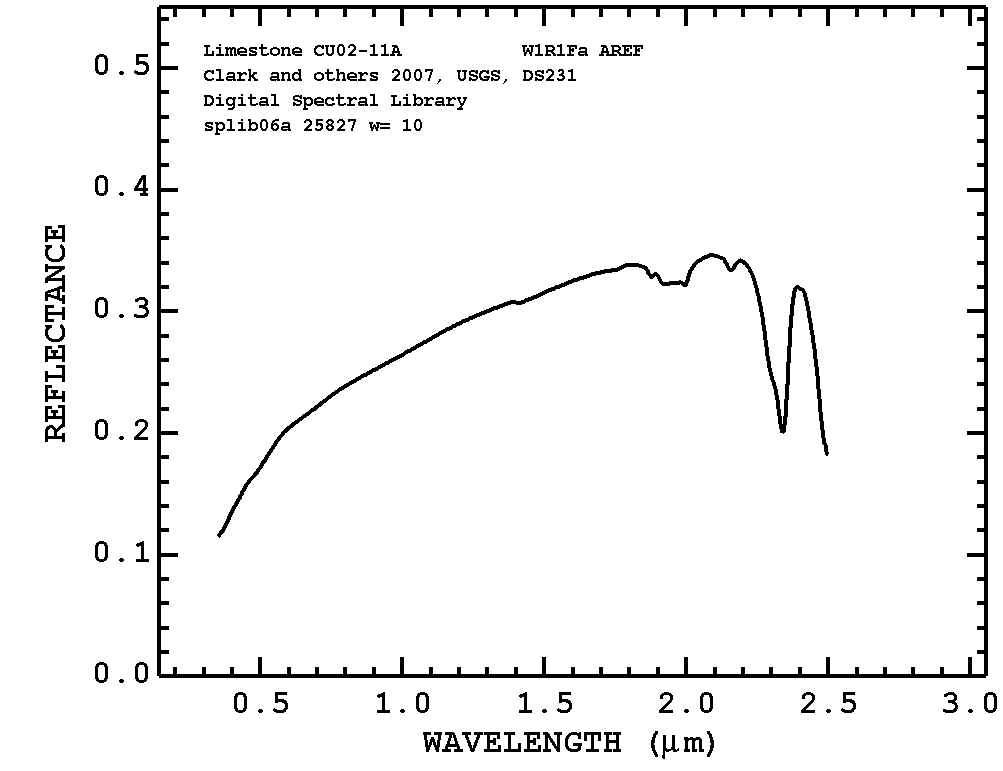 Limestone CU02-11A W1R1Fa AREF
Clark and others 2007, USGS, DS231
Digital Spectral Library
splib06a 25827 w= 10
0.5
0.4
0.3
0.2
0.1
0.0
REFLECTANCE
0.5 1.0 1.5 2.0 2.5 3.0
WAVELENGTH (μm)